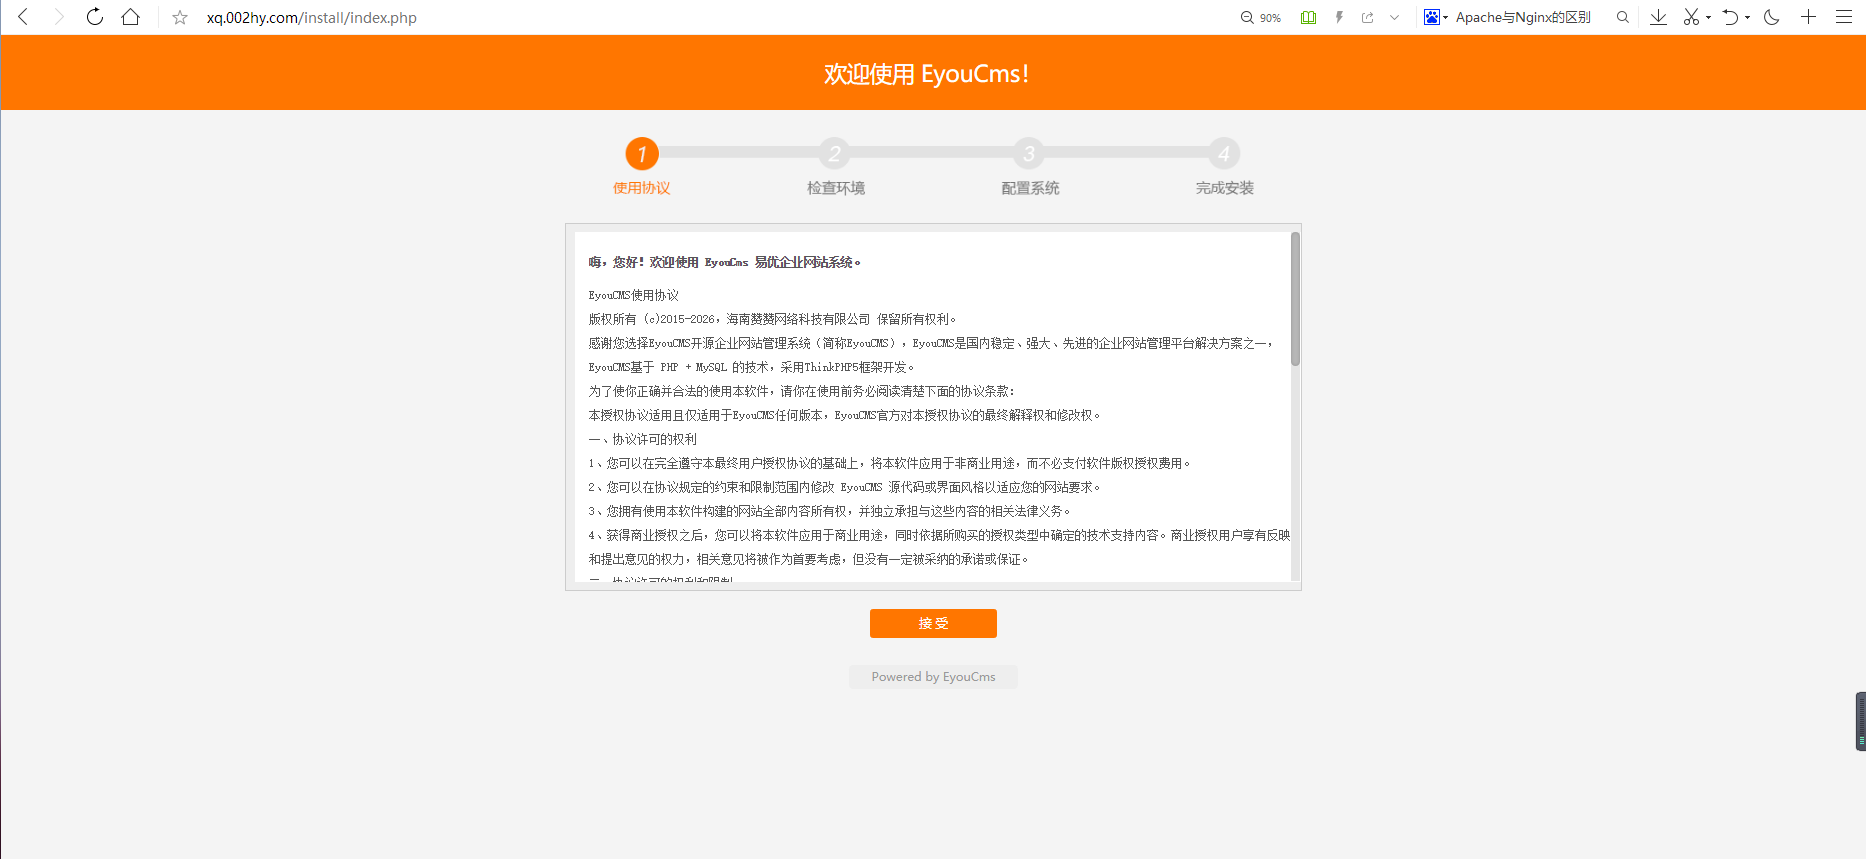 xq.002hy.com/install/index.php
90%
Apache与Nginx的区别
欢迎使用 EyouCms!
1
2
3
4
使用协议
检查环境
配置系统
完成安装
嗨，您好！欢迎使用 EyouCms 易优企业网站系统。
EyouCMS使用协议
版权所有 (c)2015-2026，海南赞赞网络科技有限公司 保留所有权利。
感谢您选择EyouCMS开源企业网站管理系统（简称EyouCMS），EyouCMS是国内稳定、强大、先进的企业网站管理平台解决方案之一，
EyouCMS基于 PHP + MySQL 的技术，采用ThinkPHP5框架开发。
为了使你正确并合法的使用本软件，请你在使用前务必阅读清楚下面的协议条款：
本授权协议适用且仅适用于EyouCMS任何版本，EyouCMS官方对本授权协议的最终解释权和修改权。
一、协议许可的权利
1、您可以在完全遵守本最终用户授权协议的基础上，将本软件应用于非商业用途，而不必支付软件版权授权费用。
2、您可以在协议规定的约束和限制范围内修改 EyouCMS 源代码或界面风格以适应您的网站要求。
3、您拥有使用本软件构建的网站全部内容所有权，并独立承担与这些内容的相关法律义务。
4、获得商业授权之后，您可以将本软件应用于商业用途，同时依据所购买的授权类型中确定的技术支持内容。商业授权用户享有反映
和提出意见的权力，相关意见将被作为首要考虑，但没有一定被采纳的承诺或保证。
二、协议许可的权利和限制
接 受
Powered by EyouCms